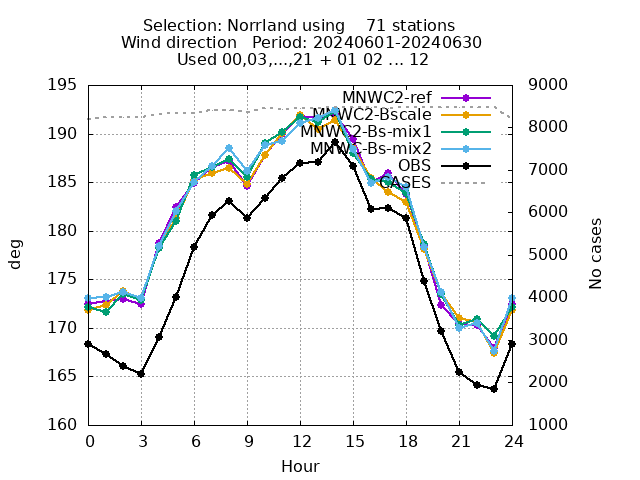 Selection: Norrland using 71 stations
Wind direction Period: 20240601-20240630
Used 00,03,...,21 + 01 02 ... 12
195
190
185
180
175
170
165
160
deg
9000
8000
7000
6000
5000
4000
3000
2000
1000
No cases
MNWC2-ref
MNWC2-Bscale
MNWC2-Bs-mix1
MNWC2-Bs-mix2
OBS
CASES
0 3 6 9 12 15 18 21 24
Hour